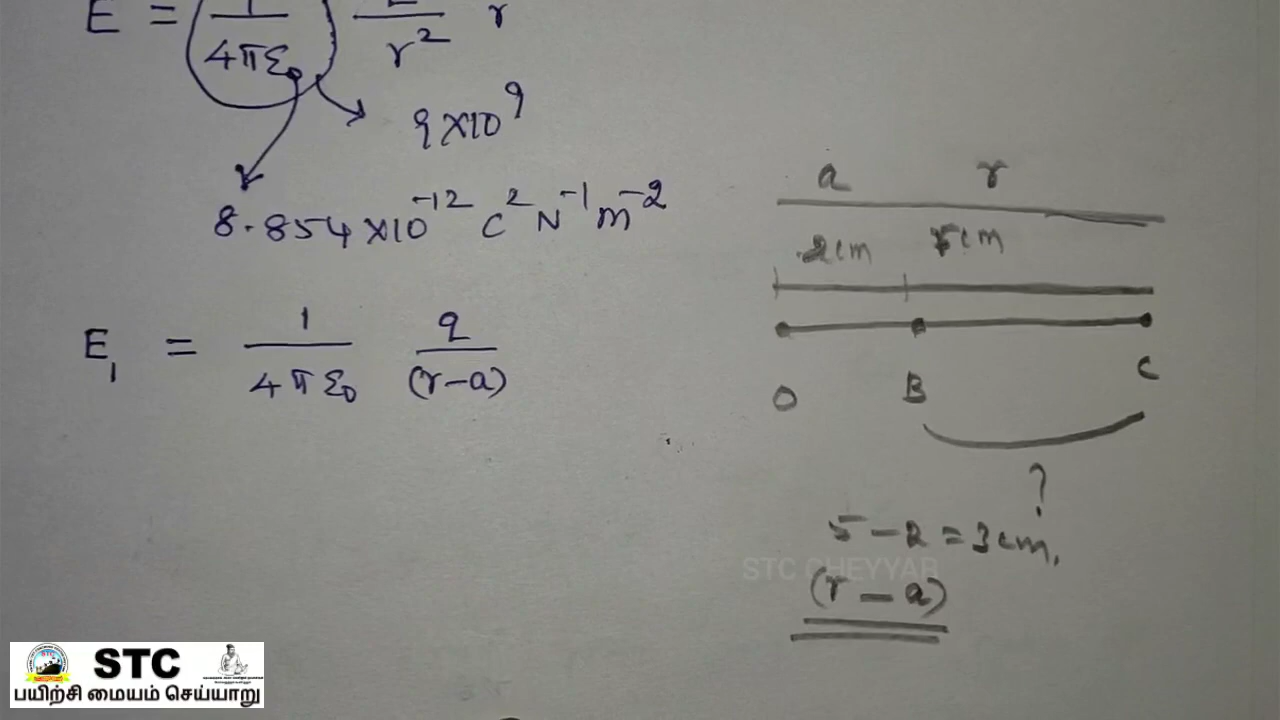 E = 1/4πε₀ /r² r
9×10⁹
8.854×10⁻¹² C² N⁻¹ m⁻²
E₁ = 1/4πε₀ q/(r-a)
a r
2cm 5cm
O B C
?
5 - 2 = 3cm.
(r - a)
STC CHEYYAR
STC
பயிற்சி மையம் செய்யாறு